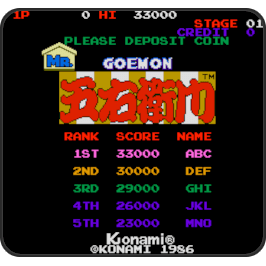 1P 0 HI 33000
STAGE 01
CREDIT 0
PLEASE DEPOSIT COIN
MR.
GOEMON
五右衛門
TM
RANK SCORE NAME
1ST 33000 ABC
2ND 30000 DEF
3RD 29000 GHI
4TH 26000 JKL
5TH 23000 MNO
Konami®
©KONAMI 1986